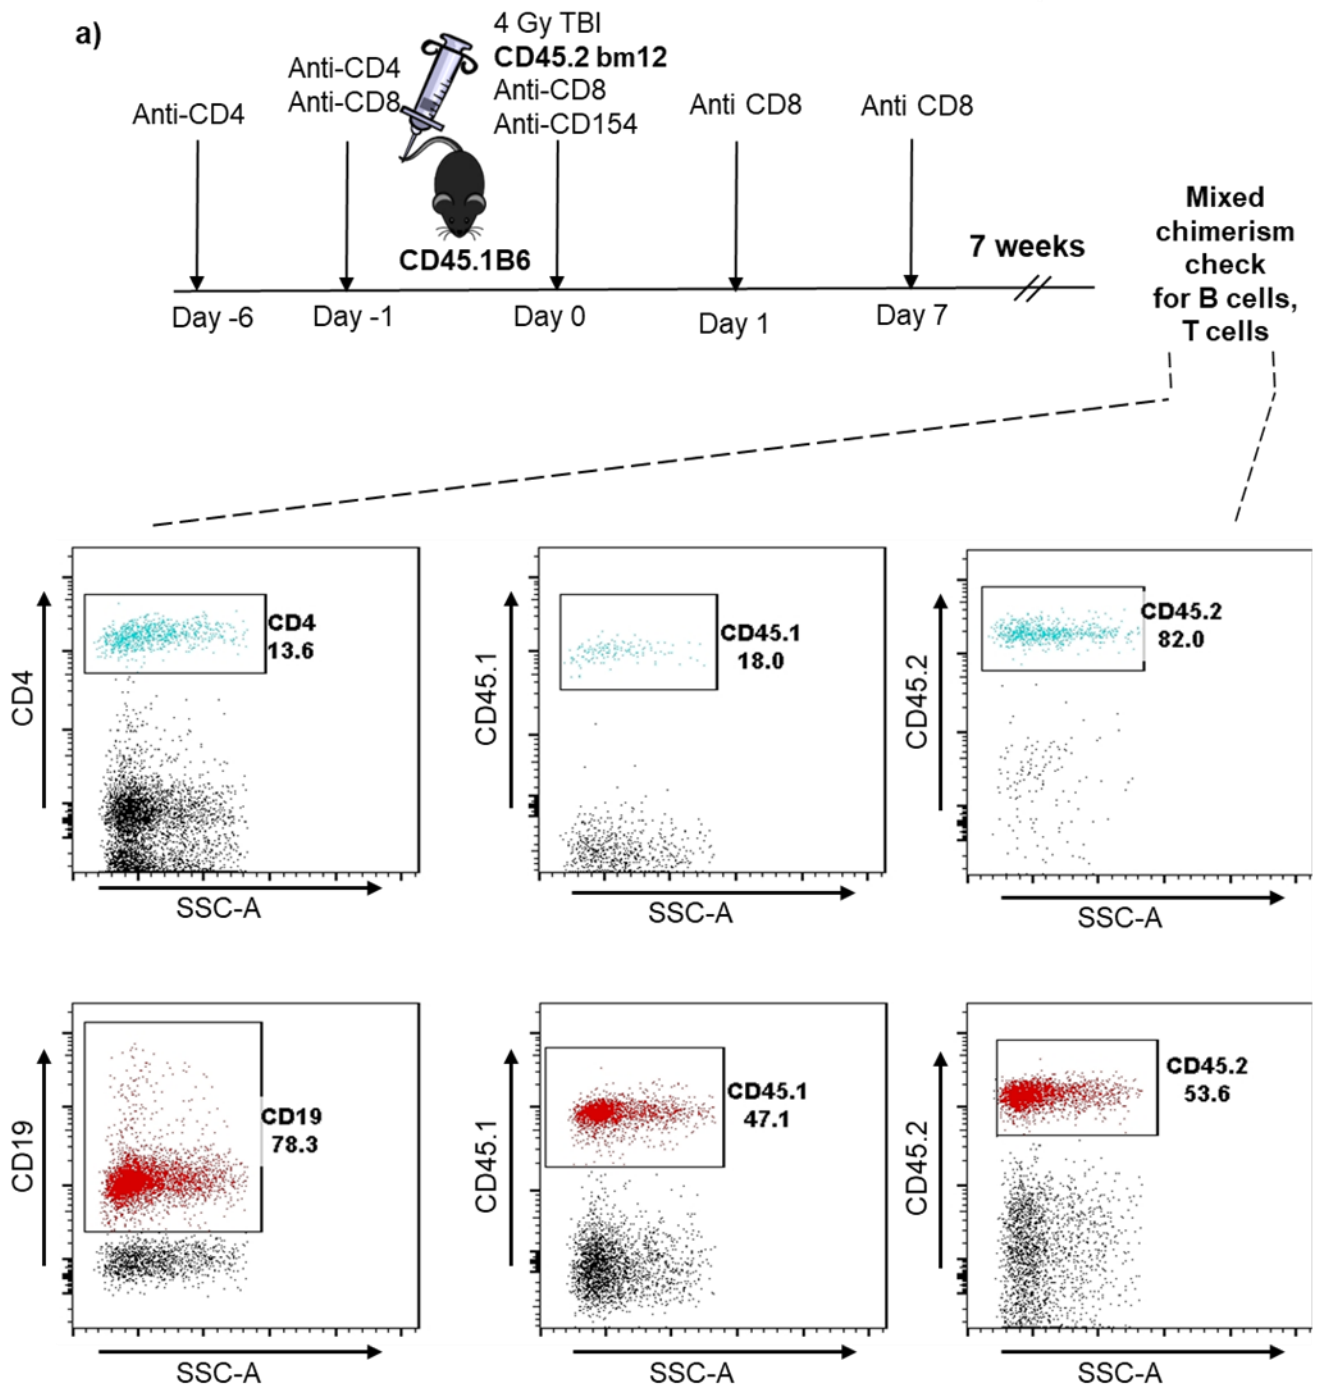 a)
Anti-CD4
Anti-CD4
Anti-CD8
4 Gy TBI
CD45.2 bm12
Anti-CD8
Anti-CD154
Anti CD8
Anti CD8
CD45.1B6
7 weeks
Mixed
chimerism
check
for B cells,
T cells
Day -6
Day -1
Day 0
Day 1
Day 7
CD4
CD4
13.6
SSC-A
CD45.1
CD45.1
18.0
SSC-A
CD45.2
CD45.2
82.0
SSC-A
CD19
CD19
78.3
SSC-A
CD45.1
CD45.1
47.1
SSC-A
CD45.2
CD45.2
53.6
SSC-A